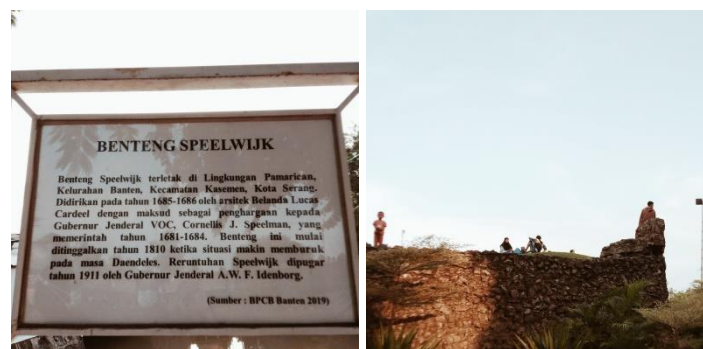 BENTENG SPEELWIJK
Benteng Speelwijk terletak di Lingkungan Pamarican,
Kelurahan Banten, Kecamatan Kasemen, Kota Serang.
Didirikan pada tahun 1685-1686 oleh arsitek Belanda Lucas
Cardeel dengan maksud sebagai penghargaan kepada
Gubernur Jenderal VOC, Cornellis J. Speelman, yang
memerintah tahun 1681-1684. Benteng ini mulai
ditinggalkan tahun 1810 ketika situasi makin memburuk
pada masa Daendeles. Reruntuhan Speelwijk dipugar
tahun 1911 oleh Gubernur Jenderal A.W. F. Idenborg.
(Sumber : BPCB Banten 2019)